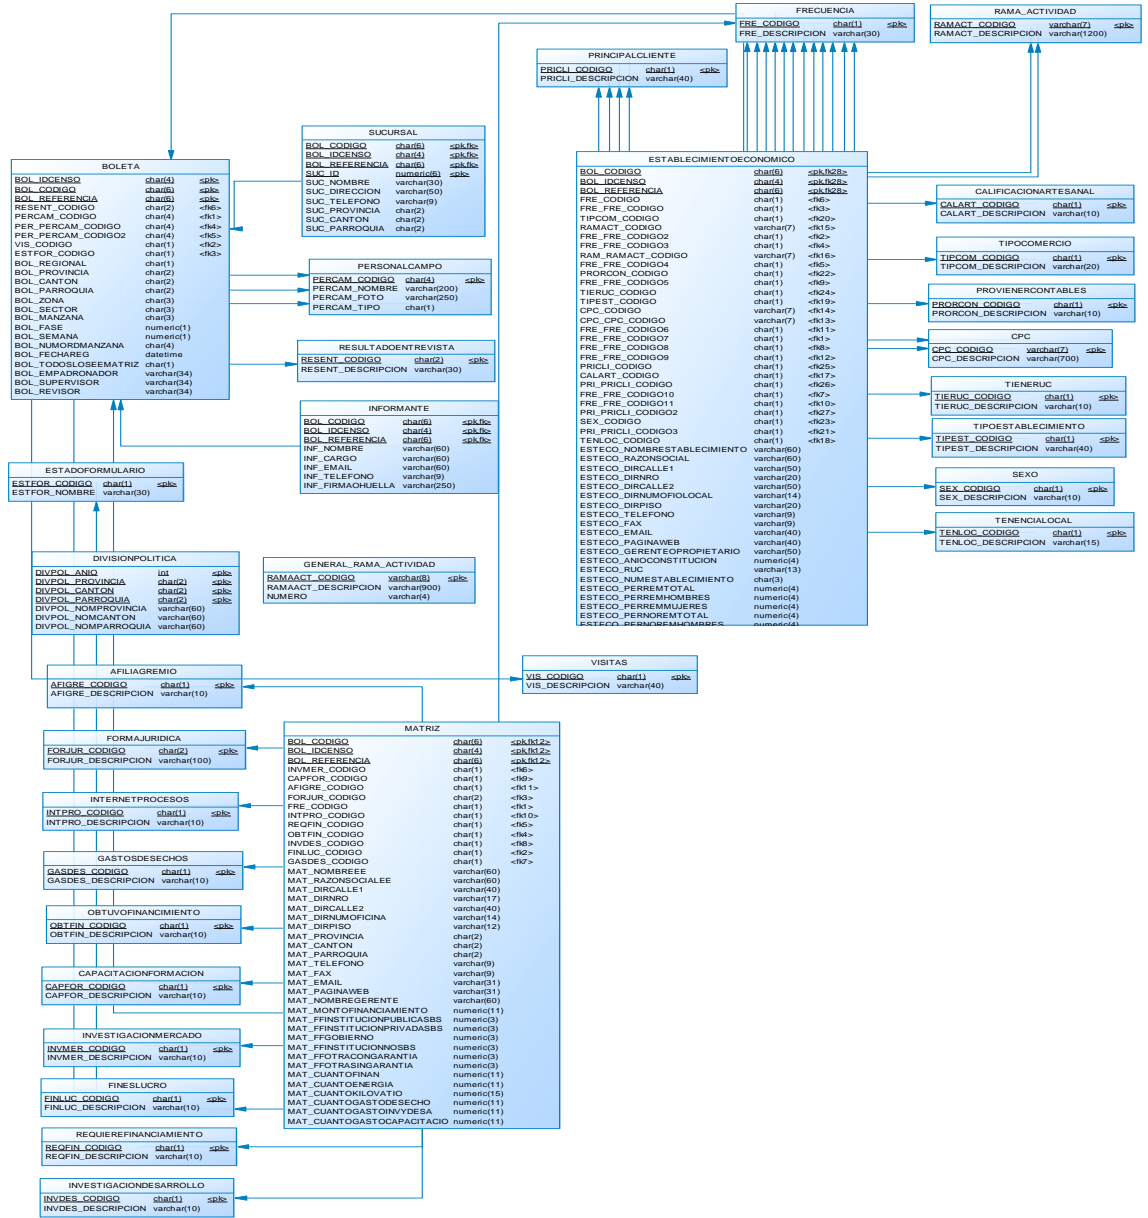 FRECUENCIA
FRE_CODIGO char(1) <pk>
FRE_DESCRIPCION varchar(30)
RAMA_ACTIVIDAD
RAMACT_CODIGO varchar(7) <pk>
RAMACT_DESCRIPCION varchar(1200)
PRINCIPALCLIENTE
PRICLI_CODIGO char(1) <pk>
PRICLI_DESCRIPCION varchar(40)
SUCURSAL
BOL_CODIGO char(6) <pk,fk>
BOL_IDCENSO char(4) <pk,fk>
BOL_REFERENCIA char(6) <pk,fk>
SUC_ID numeric(6) <pk>
SUC_NOMBRE varchar(30)
SUC_DIRECCION varchar(50)
SUC_TELEFONO varchar(9)
SUC_PROVINCIA char(2)
SUC_CANTON char(2)
SUC_PARROQUIA char(2)
BOLETA
BOL_IDCENSO char(4) <pk>
BOL_CODIGO char(6) <pk>
BOL_REFERENCIA char(6) <pk>
RESENT_CODIGO char(2) <fk6>
PERCAM_CODIGO char(4) <fk1>
PER_PERCAM_CODIGO char(4) <fk4>
PER_PERCAM_CODIGO2 char(4) <fk5>
VIS_CODIGO char(1) <fk2>
ESTFOR_CODIGO char(1) <fk3>
BOL_REGIONAL char(1)
BOL_PROVINCIA char(2)
BOL_CANTON char(2)
BOL_PARROQUIA char(2)
BOL_ZONA char(3)
BOL_SECTOR char(3)
BOL_MANZANA char(3)
BOL_FASE numeric(1)
BOL_SEMANA numeric(1)
BOL_NUMORDMANZANA char(4)
BOL_FECHAREG datetime
BOL_TODOSLOSEEMATRIZ char(1)
BOL_EMPADRONADOR varchar(34)
BOL_SUPERVISOR varchar(34)
BOL_REVISOR varchar(34)
PERSONALCAMPO
PERCAM_CODIGO char(4) <pk>
PERCAM_NOMBRE varchar(200)
PERCAM_FOTO varchar(250)
PERCAM_TIPO char(1)
RESULTADOENTREVISTA
RESENT_CODIGO char(2) <pk>
RESENT_DESCRIPCION varchar(30)
INFORMANTE
BOL_CODIGO char(6) <pk,fk>
BOL_IDCENSO char(4) <pk,fk>
BOL_REFERENCIA char(6) <pk,fk>
INF_NOMBRE varchar(60)
INF_CARGO varchar(60)
INF_EMAIL varchar(60)
INF_TELEFONO varchar(9)
INF_FIRMAOHUELLA varchar(250)
ESTABLECIMIENTOECONOMICO
BOL_CODIGO char(6) <pk,fk28>
BOL_IDCENSO char(4) <pk,fk28>
BOL_REFERENCIA char(6) <pk,fk28>
FRE_CODIGO char(1) <fk6>
FRE_FRE_CODIGO char(1) <fk3>
TIPCOM_CODIGO char(1) <fk20>
RAMACT_CODIGO varchar(7) <fk15>
FRE_FRE_CODIGO2 char(1) <fk2>
FRE_FRE_CODIGO3 char(1) <fk4>
RAM_RAMACT_CODIGO varchar(7) <fk16>
FRE_FRE_CODIGO4 char(1) <fk5>
PRORCON_CODIGO char(1) <fk22>
FRE_FRE_CODIGO5 char(1) <fk9>
TIERUC_CODIGO char(1) <fk24>
TIPEST_CODIGO char(1) <fk19>
CPC_CODIGO varchar(7) <fk14>
CPC_CPC_CODIGO varchar(7) <fk13>
FRE_FRE_CODIGO6 char(1) <fk11>
FRE_FRE_CODIGO7 char(1) <fk1>
FRE_FRE_CODIGO8 char(1) <fk8>
FRE_FRE_CODIGO9 char(1) <fk12>
PRICLI_CODIGO char(1) <fk25>
CALART_CODIGO char(1) <fk17>
PRI_PRICLI_CODIGO char(1) <fk26>
FRE_FRE_CODIGO10 char(1) <fk7>
FRE_FRE_CODIGO11 char(1) <fk10>
PRI_PRICLI_CODIGO2 char(1) <fk27>
SEX_CODIGO char(1) <fk23>
PRI_PRICLI_CODIGO3 char(1) <fk21>
TENLOC_CODIGO char(1) <fk18>
ESTECO_NOMBRESTABLECIMIENTO varchar(60)
ESTECO_RAZONSOCIAL varchar(60)
ESTECO_DIRCALLE1 varchar(50)
ESTECO_DIRNRO varchar(20)
ESTECO_DIRCALLE2 varchar(50)
ESTECO_DIRNUMOFIOLOCAL varchar(14)
ESTECO_DIRPISO varchar(20)
ESTECO_TELEFONO varchar(9)
ESTECO_FAX varchar(9)
ESTECO_EMAIL varchar(40)
ESTECO_PAGINAWEB varchar(40)
ESTECO_GERENTEOPROPIETARIO varchar(50)
ESTECO_ANIOCONSTITUCION numeric(4)
ESTECO_RUC varchar(13)
ESTECO_NUMESTABLECIMIENTO char(3)
ESTECO_PERREMTOTAL numeric(4)
ESTECO_PERREMHOMBRES numeric(4)
ESTECO_PERREMMUJERES numeric(4)
ESTECO_PERNOREMTOTAL numeric(4)
ESTECO_PERNOREMHOMBRES numeric(4)
CALIFICACIONARTESANAL
CALART_CODIGO char(1) <pk>
CALART_DESCRIPCION varchar(10)
TIPOCOMERCIO
TIPCOM_CODIGO char(1) <pk>
TIPCOM_DESCRIPCION varchar(20)
PROVIENERCONTABLES
PRORCON_CODIGO char(1) <pk>
PRORCON_DESCRIPCION varchar(10)
CPC
CPC_CODIGO varchar(7) <pk>
CPC_DESCRIPCION varchar(700)
TIENERUC
TIERUC_CODIGO char(1) <pk>
TIERUC_DESCRIPCION varchar(10)
TIPOESTABLECIMIENTO
TIPEST_CODIGO char(1) <pk>
TIPEST_DESCRIPCION varchar(40)
SEXO
SEX_CODIGO char(1) <pk>
SEX_DESCRIPCION varchar(10)
TENENCIALOCAL
TENLOC_CODIGO char(1) <pk>
TENLOC_DESCRIPCION varchar(15)
ESTADOFORMULARIO
ESTFOR_CODIGO char(1) <pk>
ESTFOR_NOMBRE varchar(30)
DIVISIONPOLITICA
DIVPOL_ANIO int <pk>
DIVPOL_PROVINCIA char(2) <pk>
DIVPOL_CANTON char(2) <pk>
DIVPOL_PARROQUIA char(2) <pk>
DIVPOL_NOMPROVINCIA varchar(60)
DIVPOL_NOMCANTON varchar(60)
DIVPOL_NOMPARROQUIA varchar(60)
GENERAL_RAMA_ACTIVIDAD
RAMAACT_CODIGO varchar(8) <pk>
RAMAACT_DESCRIPCION varchar(900)
NUMERO varchar(4)
VISITAS
VIS_CODIGO char(1) <pk>
VIS_DESCRIPCION varchar(40)
AFILIAGREMIO
AFIGRE_CODIGO char(1) <pk>
AFIGRE_DESCRIPCION varchar(10)
FORMAJURIDICA
FORJUR_CODIGO char(2) <pk>
FORJUR_DESCRIPCION varchar(100)
INTERNETPROCESOS
INTPRO_CODIGO char(1) <pk>
INTPRO_DESCRIPCION varchar(10)
GASTOSDESECHOS
GASDES_CODIGO char(1) <pk>
GASDES_DESCRIPCION varchar(10)
OBTUVOFINANCIMIENTO
OBTFIN_CODIGO char(1) <pk>
OBTFIN_DESCRIPCION varchar(10)
CAPACITACIONFORMACION
CAPFOR_CODIGO char(1) <pk>
CAPFOR_DESCRIPCION varchar(10)
INVESTIGACIONMERCADO
INVMER_CODIGO char(1) <pk>
INVMER_DESCRIPCION varchar(10)
FINESLUCRO
FINLUC_CODIGO char(1) <pk>
FINLUC_DESCRIPCION varchar(10)
REQUIEREFINANCIAMIENTO
REQFIN_CODIGO char(1) <pk>
REQFIN_DESCRIPCION varchar(10)
INVESTIGACIONDESARROLLO
INVDES_CODIGO char(1) <pk>
INVDES_DESCRIPCION varchar(10)
MATRIZ
BOL_CODIGO char(6) <pk,fk12>
BOL_IDCENSO char(4) <pk,fk12>
BOL_REFERENCIA char(6) <pk,fk12>
INVMER_CODIGO char(1) <fk6>
CAPFOR_CODIGO char(1) <fk9>
AFIGRE_CODIGO char(1) <fk11>
FORJUR_CODIGO char(2) <fk3>
FRE_CODIGO char(1) <fk1>
INTPRO_CODIGO char(1) <fk10>
REQFIN_CODIGO char(1) <fk5>
OBTFIN_CODIGO char(1) <fk4>
INVDES_CODIGO char(1) <fk8>
FINLUC_CODIGO char(1) <fk2>
GASDES_CODIGO char(1) <fk7>
MAT_NOMBREEE varchar(60)
MAT_RAZONSOCIALEE varchar(60)
MAT_DIRCALLE1 varchar(40)
MAT_DIRNRO varchar(17)
MAT_DIRCALLE2 varchar(40)
MAT_DIRNUMOFICINA varchar(14)
MAT_DIRPISO varchar(12)
MAT_PROVINCIA char(2)
MAT_CANTON char(2)
MAT_PARROQUIA char(2)
MAT_TELEFONO varchar(9)
MAT_FAX varchar(9)
MAT_EMAIL varchar(31)
MAT_PAGINAWEB varchar(31)
MAT_NOMBREGERENTE varchar(60)
MAT_MONTOFINANCIAMIENTO numeric(11)
MAT_FFINSTITUCIONPUBLICASBS numeric(3)
MAT_FFINSTITUCIONPRIVADASBS numeric(3)
MAT_FFGOBIERNO numeric(3)
MAT_FFINSTITUCIONNOSBS numeric(3)
MAT_FFOTRACONGARANTIA numeric(3)
MAT_FFOTRASINGARANTIA numeric(3)
MAT_CUANTOFINAN numeric(11)
MAT_CUANTOENERGIA numeric(11)
MAT_CUANTOKILOVATIO numeric(15)
MAT_CUANTOGASTODESECHO numeric(11)
MAT_CUANTOGASTOINVYDESA numeric(11)
MAT_CUANTOGASTOCAPACITACIO numeric(11)